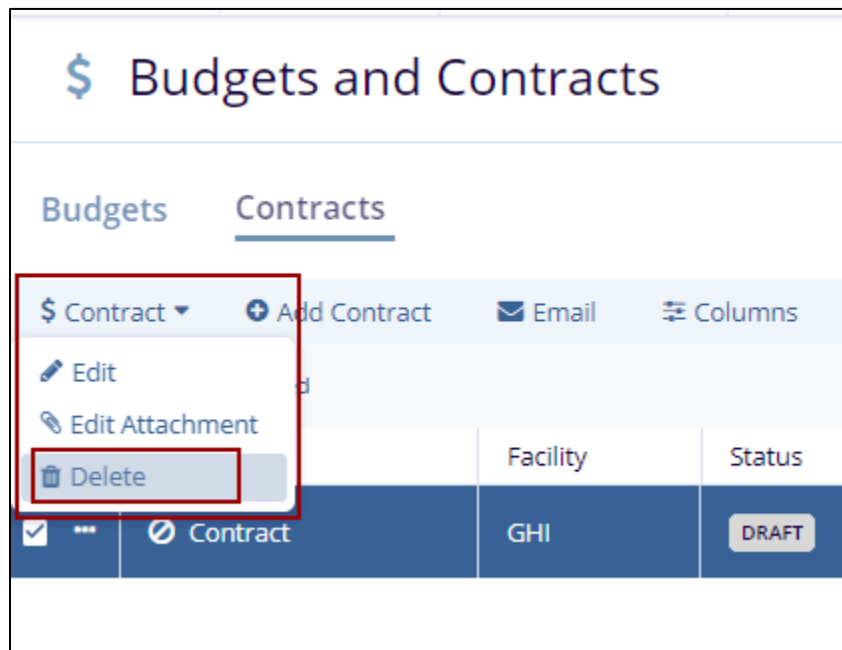 $ Budgets and Contracts
Budgets Contracts
$ Contract Add Contract Email Columns
Edit
d
Edit Attachment
Delete
Facility Status
Contract GHI DRAFT